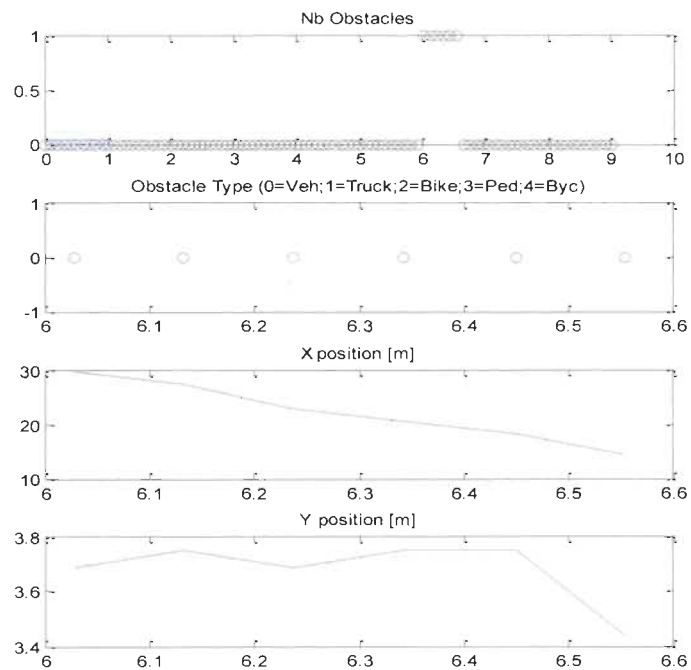 Nb Obstacles
1
0.5
0
0 1 2 3 4 5 6 7 8 9 10
Obstacle Type (0=Veh;1=Truck;2=Bike;3=Ped;4=Byc)
1
0
-1
6 6.1 6.2 6.3 6.4 6.5 6.6
X position [m]
30
20
10
6 6.1 6.2 6.3 6.4 6.5 6.6
Y position [m]
3.8
3.6
3.4
6 6.1 6.2 6.3 6.4 6.5 6.6